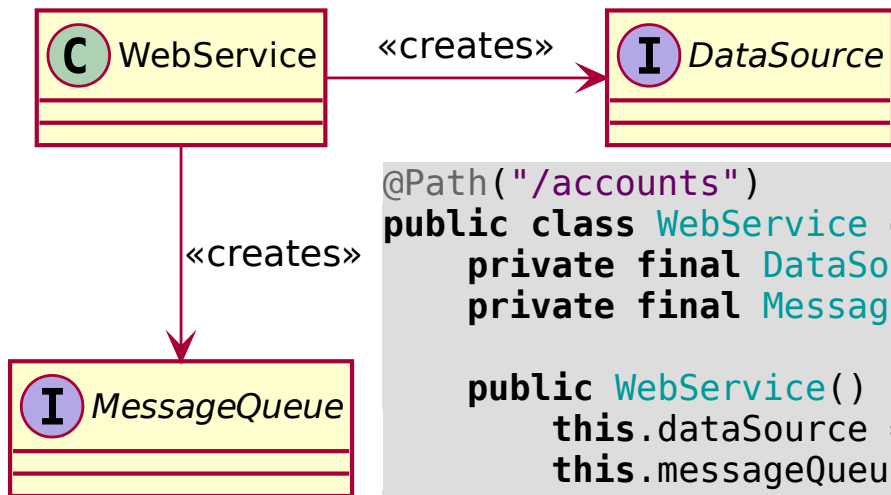 C WebService
«creates»
I DataSource
«creates»
I MessageQueue
@Path("/accounts")
public class WebService
    private final DataSo
    private final Messag
    public WebService()
        this.dataSource
        this.messageQueu